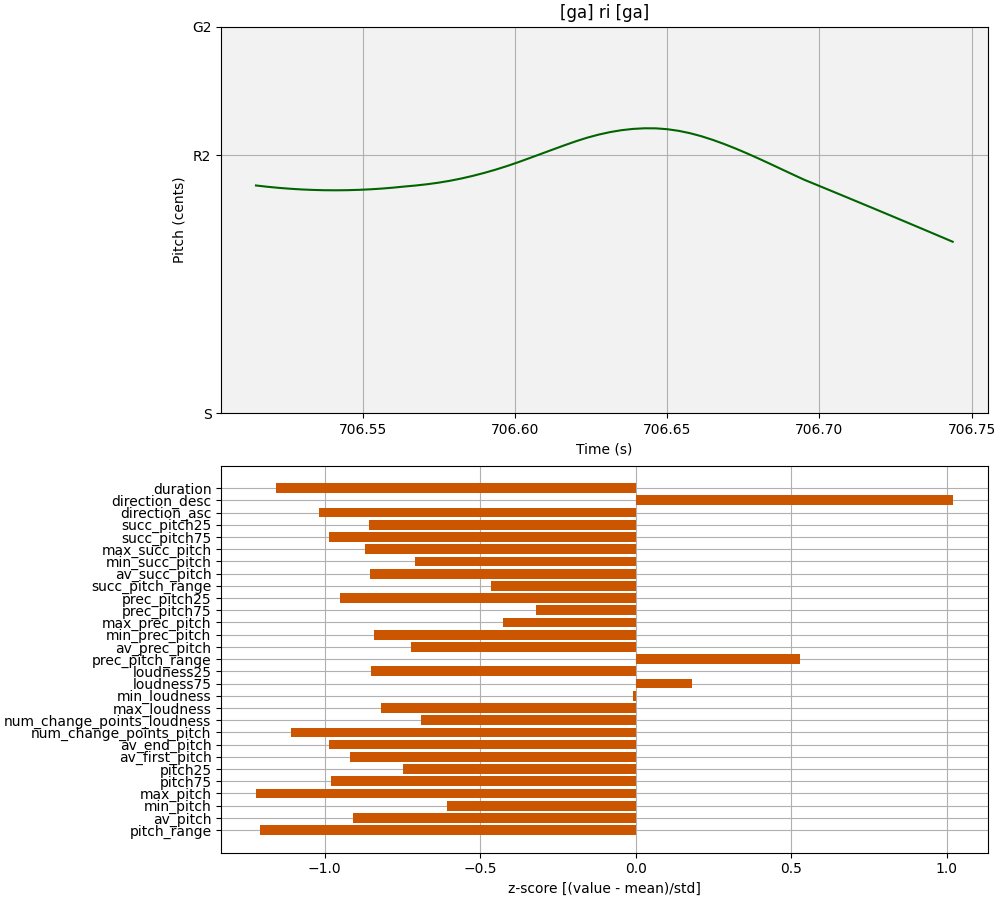 [ga] ri [ga]
G2
R2
S
Pitch (cents)
706.55 706.60 706.65 706.70 706.75
Time (s)
duration
direction_desc
direction_asc
succ_pitch25
succ_pitch75
max_succ_pitch
min_succ_pitch
av_succ_pitch
succ_pitch_range
prec_pitch25
prec_pitch75
max_prec_pitch
min_prec_pitch
av_prec_pitch
prec_pitch_range
loudness25
loudness75
min_loudness
max_loudness
num_change_points_loudness
num_change_points_pitch
av_end_pitch
av_first_pitch
pitch25
pitch75
max_pitch
min_pitch
av_pitch
pitch_range
−1.0 −0.5 0.0 0.5 1.0
z-score [(value - mean)/std]